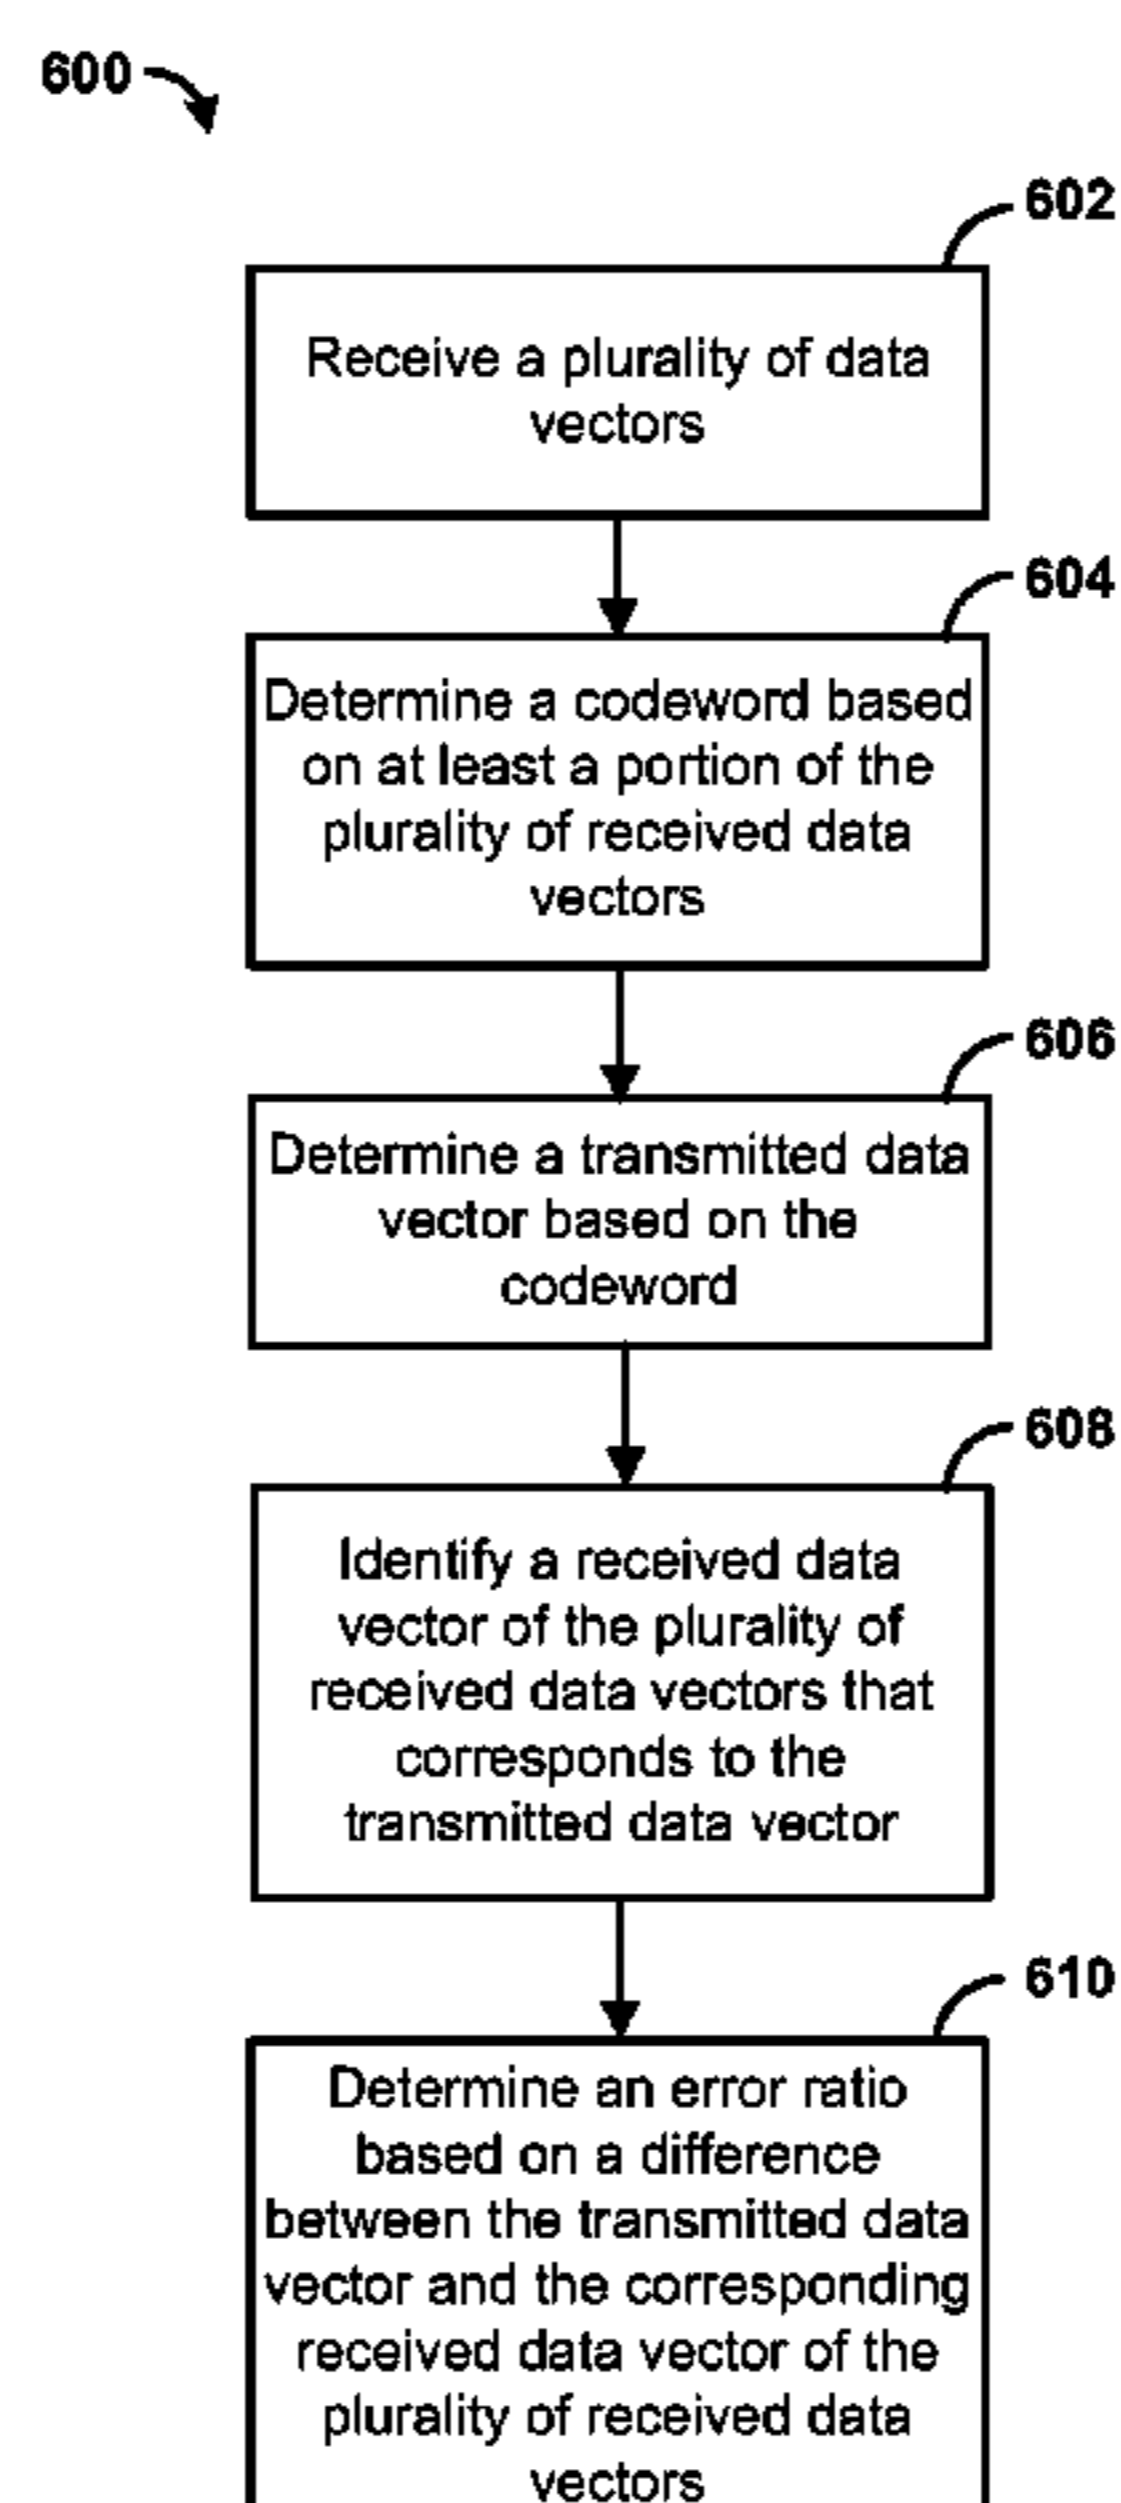 600
602
Receive a plurality of data
vectors
604
Determine a codeword based
on at least a portion of the
plurality of received data
vectors
606
Determine a transmitted data
vector based on the
codeword
608
Identify a received data
vector of the plurality of
received data vectors that
corresponds to the
transmitted data vector
610
Determine an error ratio
based on a difference
between the transmitted data
vector and the corresponding
received data vector of the
plurality of received data
vectors